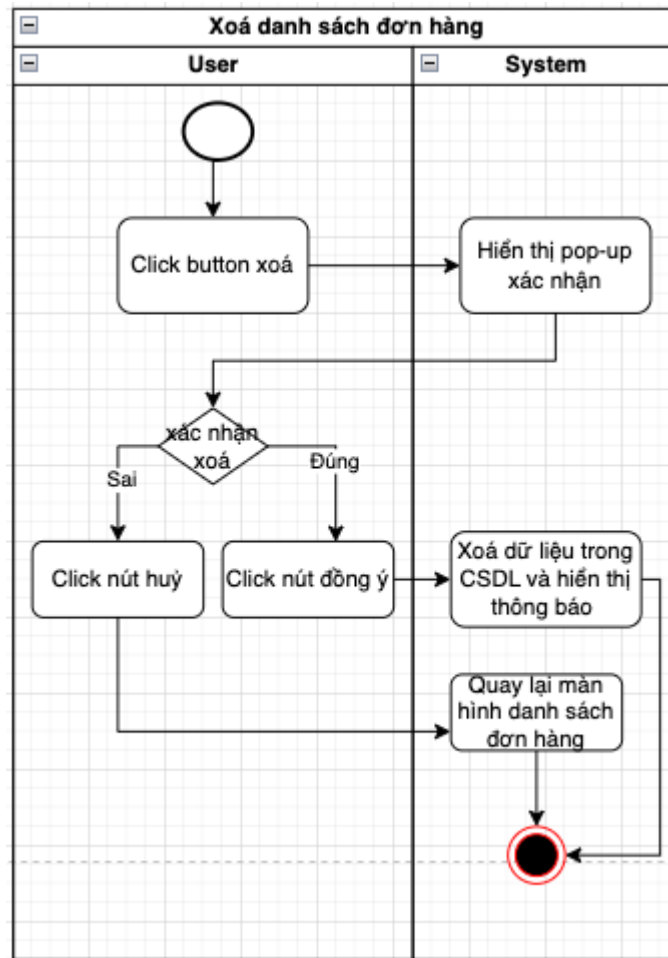 Xoá danh sách đơn hàng
User
System
Click button xoá
Hiển thị pop-up
xác nhận
xác nhận
xoá
Sai
Đúng
Click nút huỷ
Click nút đồng ý
Xoá dữ liệu trong
CSDL và hiển thị
thông báo
Quay lại màn
hình danh sách
đơn hàng